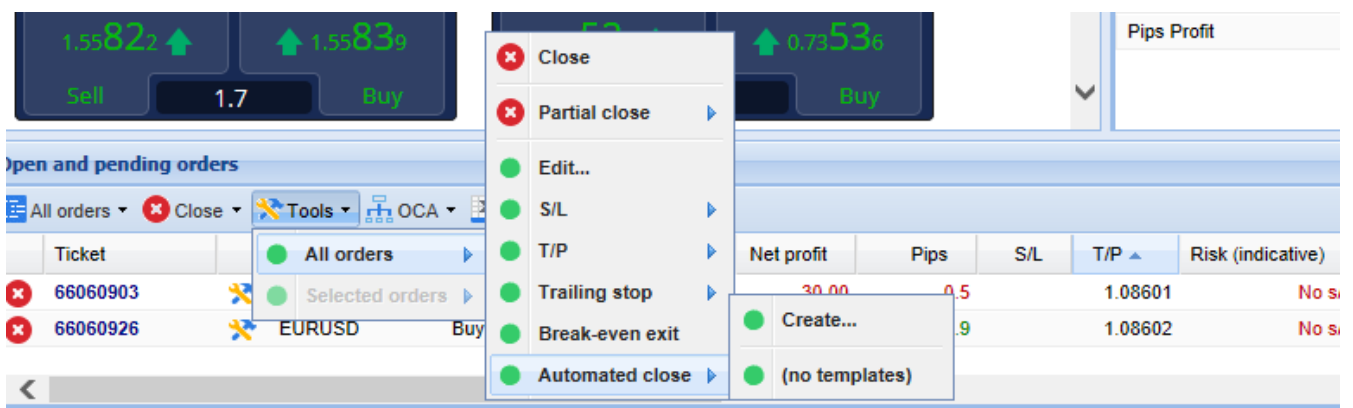 1.55822 1.55839 0.73536 Pips Profit
Sell 1.7 Buy Buy
Close
Partial close
Open and pending orders
Edit...
All orders Close Tools OCA S/L
All orders T/P
Ticket Net profit Pips S/L T/P Risk (indicative)
Selected orders Trailing stop
66060903 30.00 0.5 1.08601 No
Create...
66060926 EURUSD Buy Break-even exit .9 1.08602 No
Automated close (no templates)